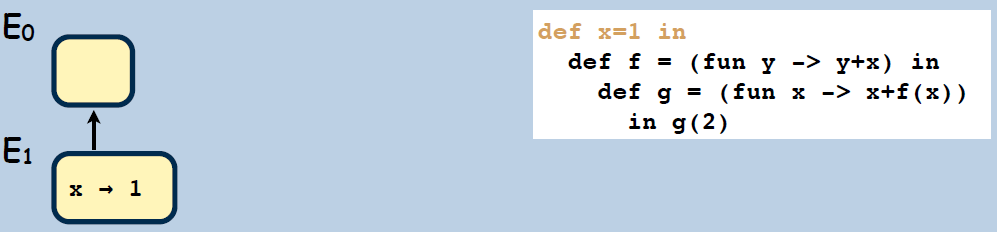 E0
E1
x → 1
def x=1 in
def f = (fun y -> y+x) in
def g = (fun x -> x+f(x))
in g(2)